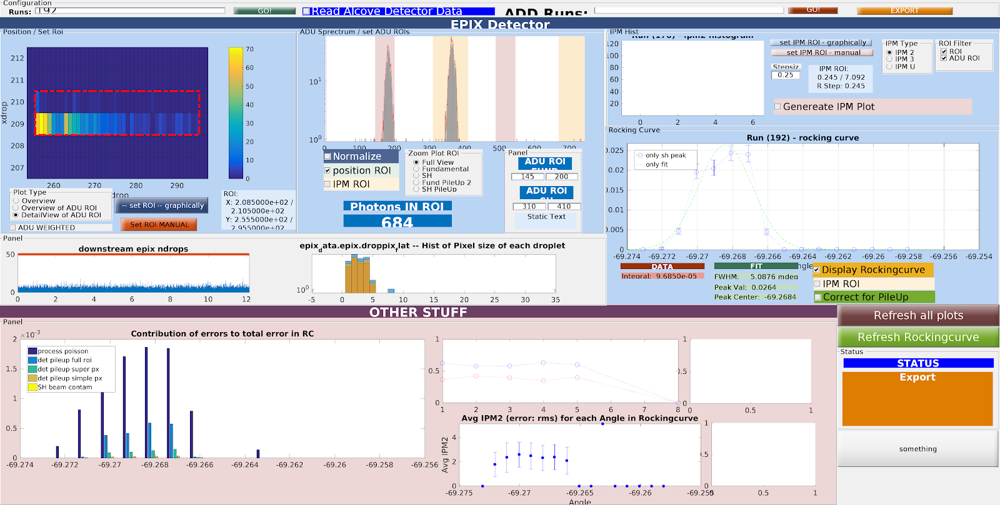 Configuration
Runs: 192 GO! Read Alcove Detector Data ADD Runs: GO! EXPORT
EPIX Detector
Position / Set Roi
212
211
210
209
208
207
xdrop
260 270 280 290
drop
70
60
50
40
30
20
10
0
Plot Type
Overview
Overview of ADU ROI
DetailView of ADU ROI
ADU WEIGHTED
-- set ROI -- graphically
Set ROI MANUAL
ROI:
X: 2.085000e+02 /
2.105000e+02
Y: 2.555000e+02 /
2.955000e+02
ADU Spectrum / set ADU ROIs
10^1
10^0
0 100 200 300 400 500 600 700
Normalize
position ROI
IPM ROI
Zoom Plot ROI
Full View
Fundamental
SH
Fund PileUp 2
SH PileUp
Photons IN ROI
684
Panel
ADU ROI
FUND
145 200
ADU ROI
SH
310 410
Static Text
IPM Hist
Run (176) - ipm2 histogram
120
100
80
60
40
20
0 2 4 6
set IPM ROI - graphically
set IPM ROI - manual
Stepsiz
0.25
IPM ROI:
0.245 / 7.092
R Step: 0.245
IPM Type
IPM 2
IPM 3
IPM U
ROI Filter
ROI
ADU ROI
Genereate IPM Plot
Rocking Curve
Run (192) - rocking curve
only sh peak
only fit
0.025
0.02
0.015
0.01
0.005
0
-69.274 -69.272 -69.27 -69.268 -69.266 -69.264 -69.262 -69.26 -69.258 -69.256 -69.254
ngle
DATA
Integral: 9.6850e-05
FIT
FWHM: 5.0876 mdeg
Peak Val: 0.0264
Peak Center: -69.2684
Display Rockingcurve
IPM ROI
Correct for PileUp
Panel
downstream epix ndrops
50
0
0 2 4 6 8 10 12
epix_data.epix.droppix_flat -- Hist of Pixel size of each droplet
10^0
-5 0 5 10 15 20 25 30 35
OTHER STUFF
Panel
Contribution of errors to total error in RC
×10^-3
process poisson
det pileup full roi
det pileup super px
det pileup simple px
SH beam contam
2
1.5
1
0.5
0
-69.274 -69.272 -69.27 -69.268 -69.266 -69.264 -69.262 -69.26 -69.258 -69.256
1
0.5
0
1 2 3 4 5 6 7 8
1
0.5
0
0 0.5 1
Avg IPM2 (error: rms) for each Angle in Rockingcurve
Avg IPM2
4
2
0
-69.275 -69.27 -69.265 -69.26 -69.255
Angle
1
0.5
0
0 0.5 1
Refresh all plots
Refresh Rockingcurve
Status
STATUS
Export
something